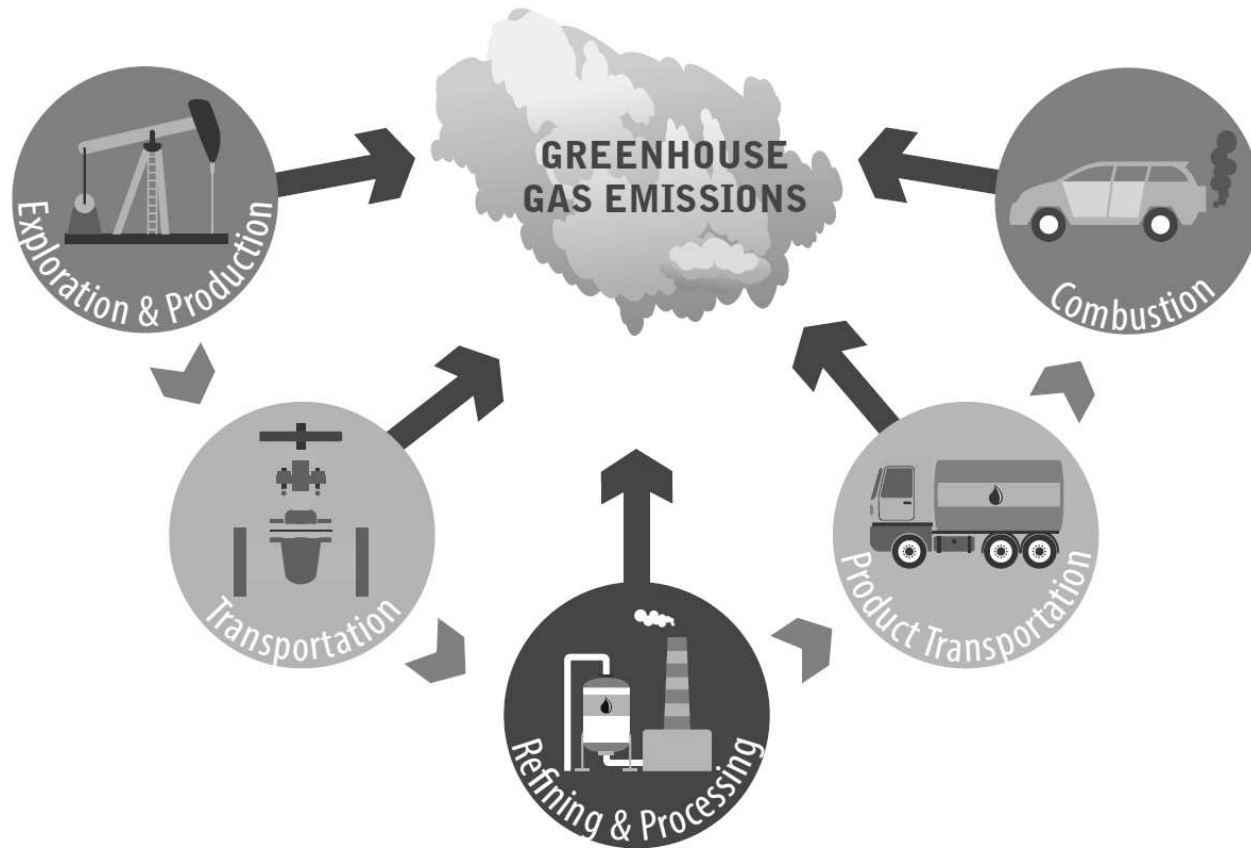 GREENHOUSE
GAS EMISSIONS
Exploration & Production
Transportation
Refining & Processing
Product Transportation
Combustion